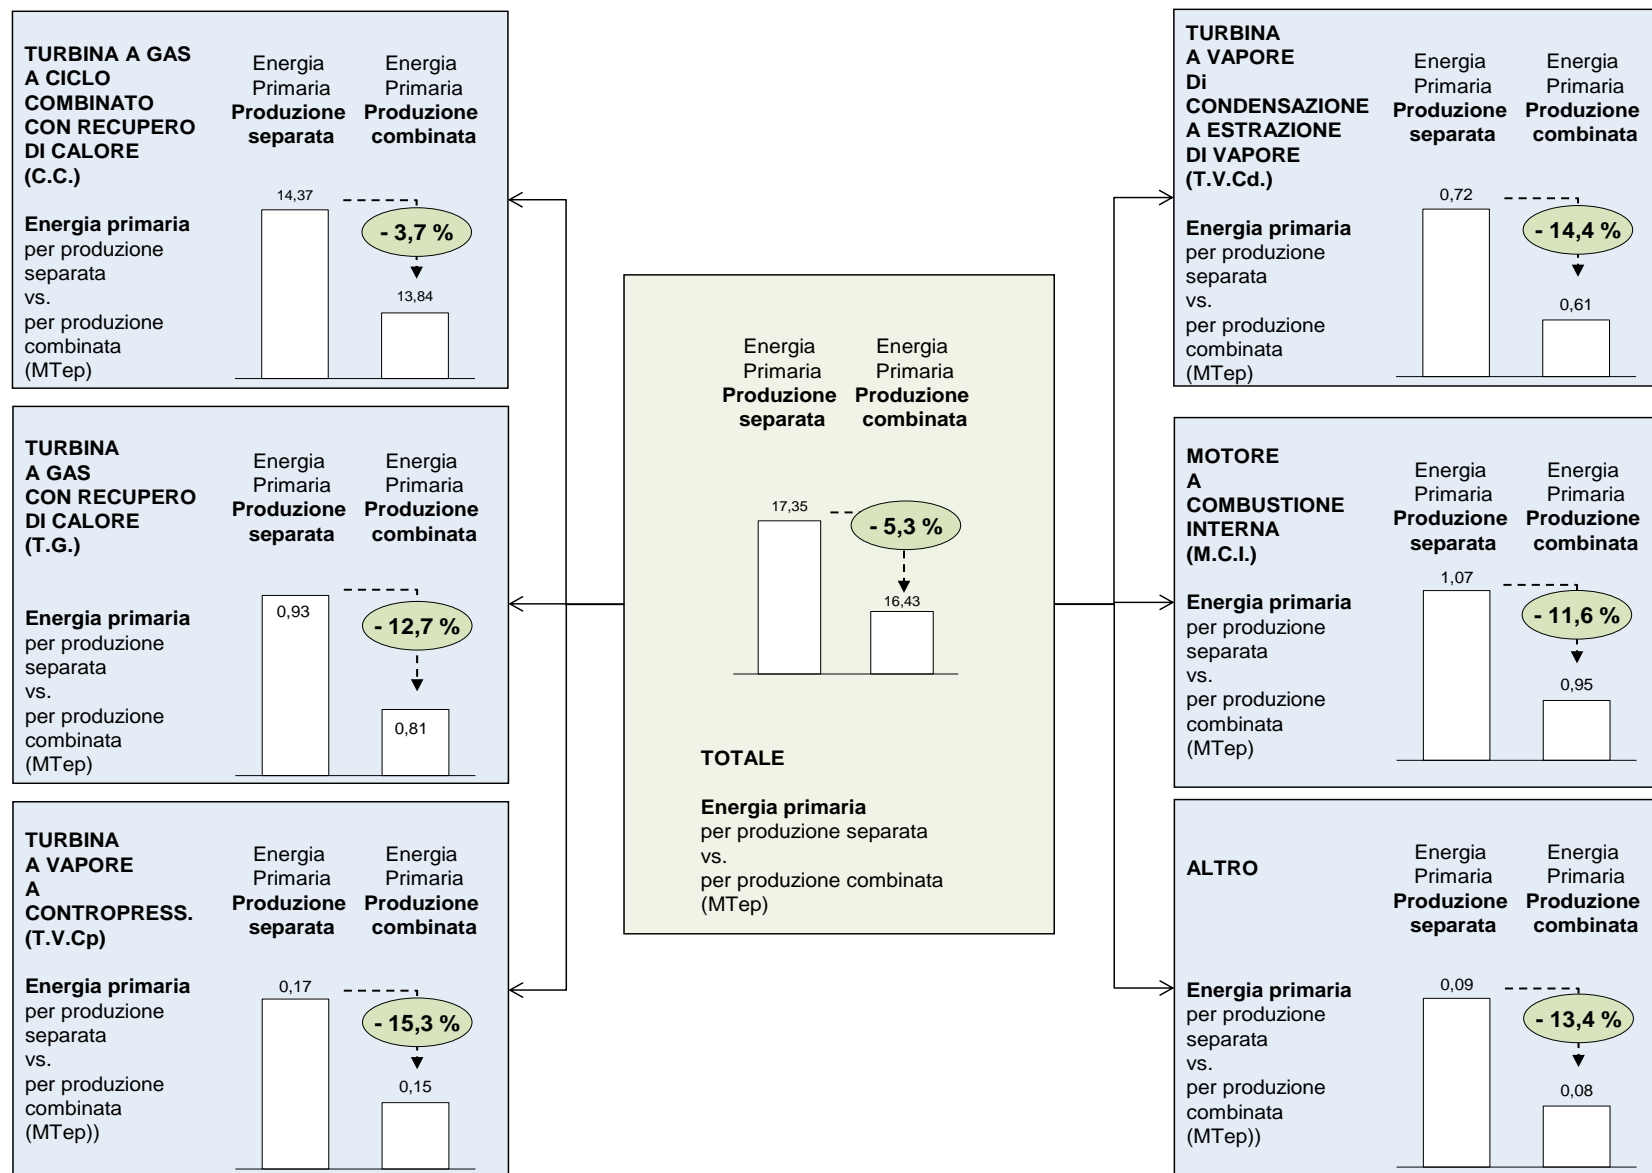 TURBINA A GAS
A CICLO
COMBINATO
CON RECUPERO
DI CALORE
(C.C.)
Energia primaria
per produzione
separata
vs.
per produzione
combinata
(MTep)
Energia
Primaria
Produzione
separata
Energia
Primaria
Produzione
combinata
14,37
- 3,7 %
13,84
TURBINA
A GAS
CON RECUPERO
DI CALORE
(T.G.)
Energia primaria
per produzione
separata
vs.
per produzione
combinata
(MTep)
Energia
Primaria
Produzione
separata
Energia
Primaria
Produzione
combinata
0,93
- 12,7 %
0,81
TURBINA
A VAPORE
A
CONTROPRESS.
(T.V.Cp)
Energia primaria
per produzione
separata
vs.
per produzione
combinata
(MTep))
Energia
Primaria
Produzione
separata
Energia
Primaria
Produzione
combinata
0,17
- 15,3 %
0,15
Energia
Primaria
Produzione
separata
Energia
Primaria
Produzione
combinata
17,35
- 5,3 %
16,43
TOTALE
Energia primaria
per produzione separata
vs.
per produzione combinata
(MTep)
TURBINA
A VAPORE
Di
CONDENSAZIONE
A ESTRAZIONE
DI VAPORE
(T.V.Cd.)
Energia primaria
per produzione
separata
vs.
per produzione
combinata
(MTep)
Energia
Primaria
Produzione
separata
Energia
Primaria
Produzione
combinata
0,72
- 14,4 %
0,61
MOTORE
A
COMBUSTIONE
INTERNA
(M.C.I.)
Energia primaria
per produzione
separata
vs.
per produzione
combinata
(MTep)
Energia
Primaria
Produzione
separata
Energia
Primaria
Produzione
combinata
1,07
- 11,6 %
0,95
ALTRO
Energia primaria
per produzione
separata
vs.
per produzione
combinata
(MTep))
Energia
Primaria
Produzione
separata
Energia
Primaria
Produzione
combinata
0,09
- 13,4 %
0,08